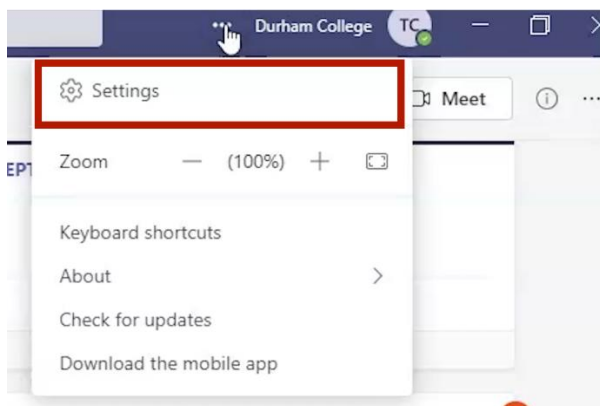 ... Durham College TC
Settings
Meet ...
EPT
Zoom — (100%) +
Keyboard shortcuts
About >
Check for updates
Download the mobile app